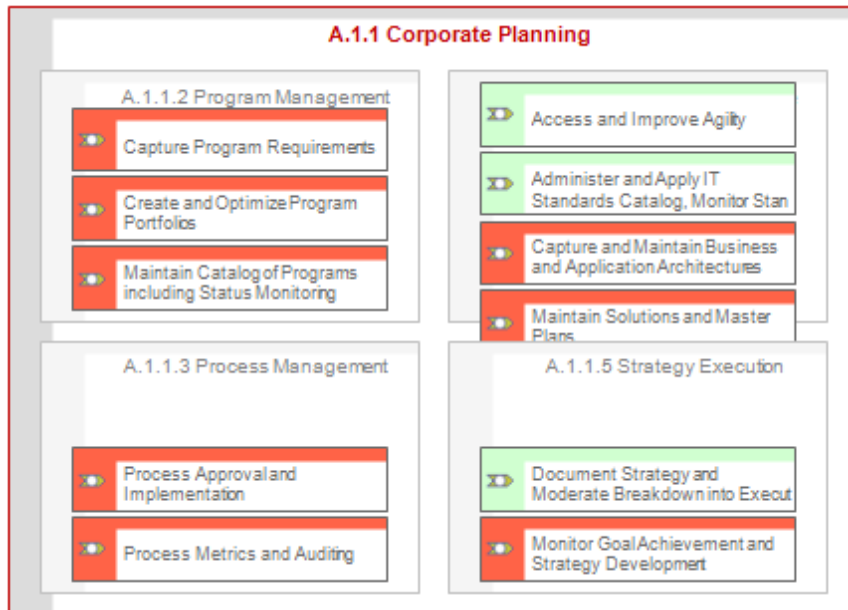 A.1.1 Corporate Planning
A.1.1.2 Program Management
Capture Program Requirements
Create and Optimize Program
Portfolios
Maintain Catalog of Programs
including Status Monitoring
Access and Improve Agility
Administer and Apply IT
Standards Catalog, Monitor Stan
Capture and Maintain Business
and Application Architectures
Maintain Solutions and Master
Plans
A.1.1.3 Process Management
Process Approval and
Implementation
Process Metrics and Auditing
A.1.1.5 Strategy Execution
Document Strategy and
Moderate Breakdown into Execut
Monitor Goal Achievement and
Strategy Development